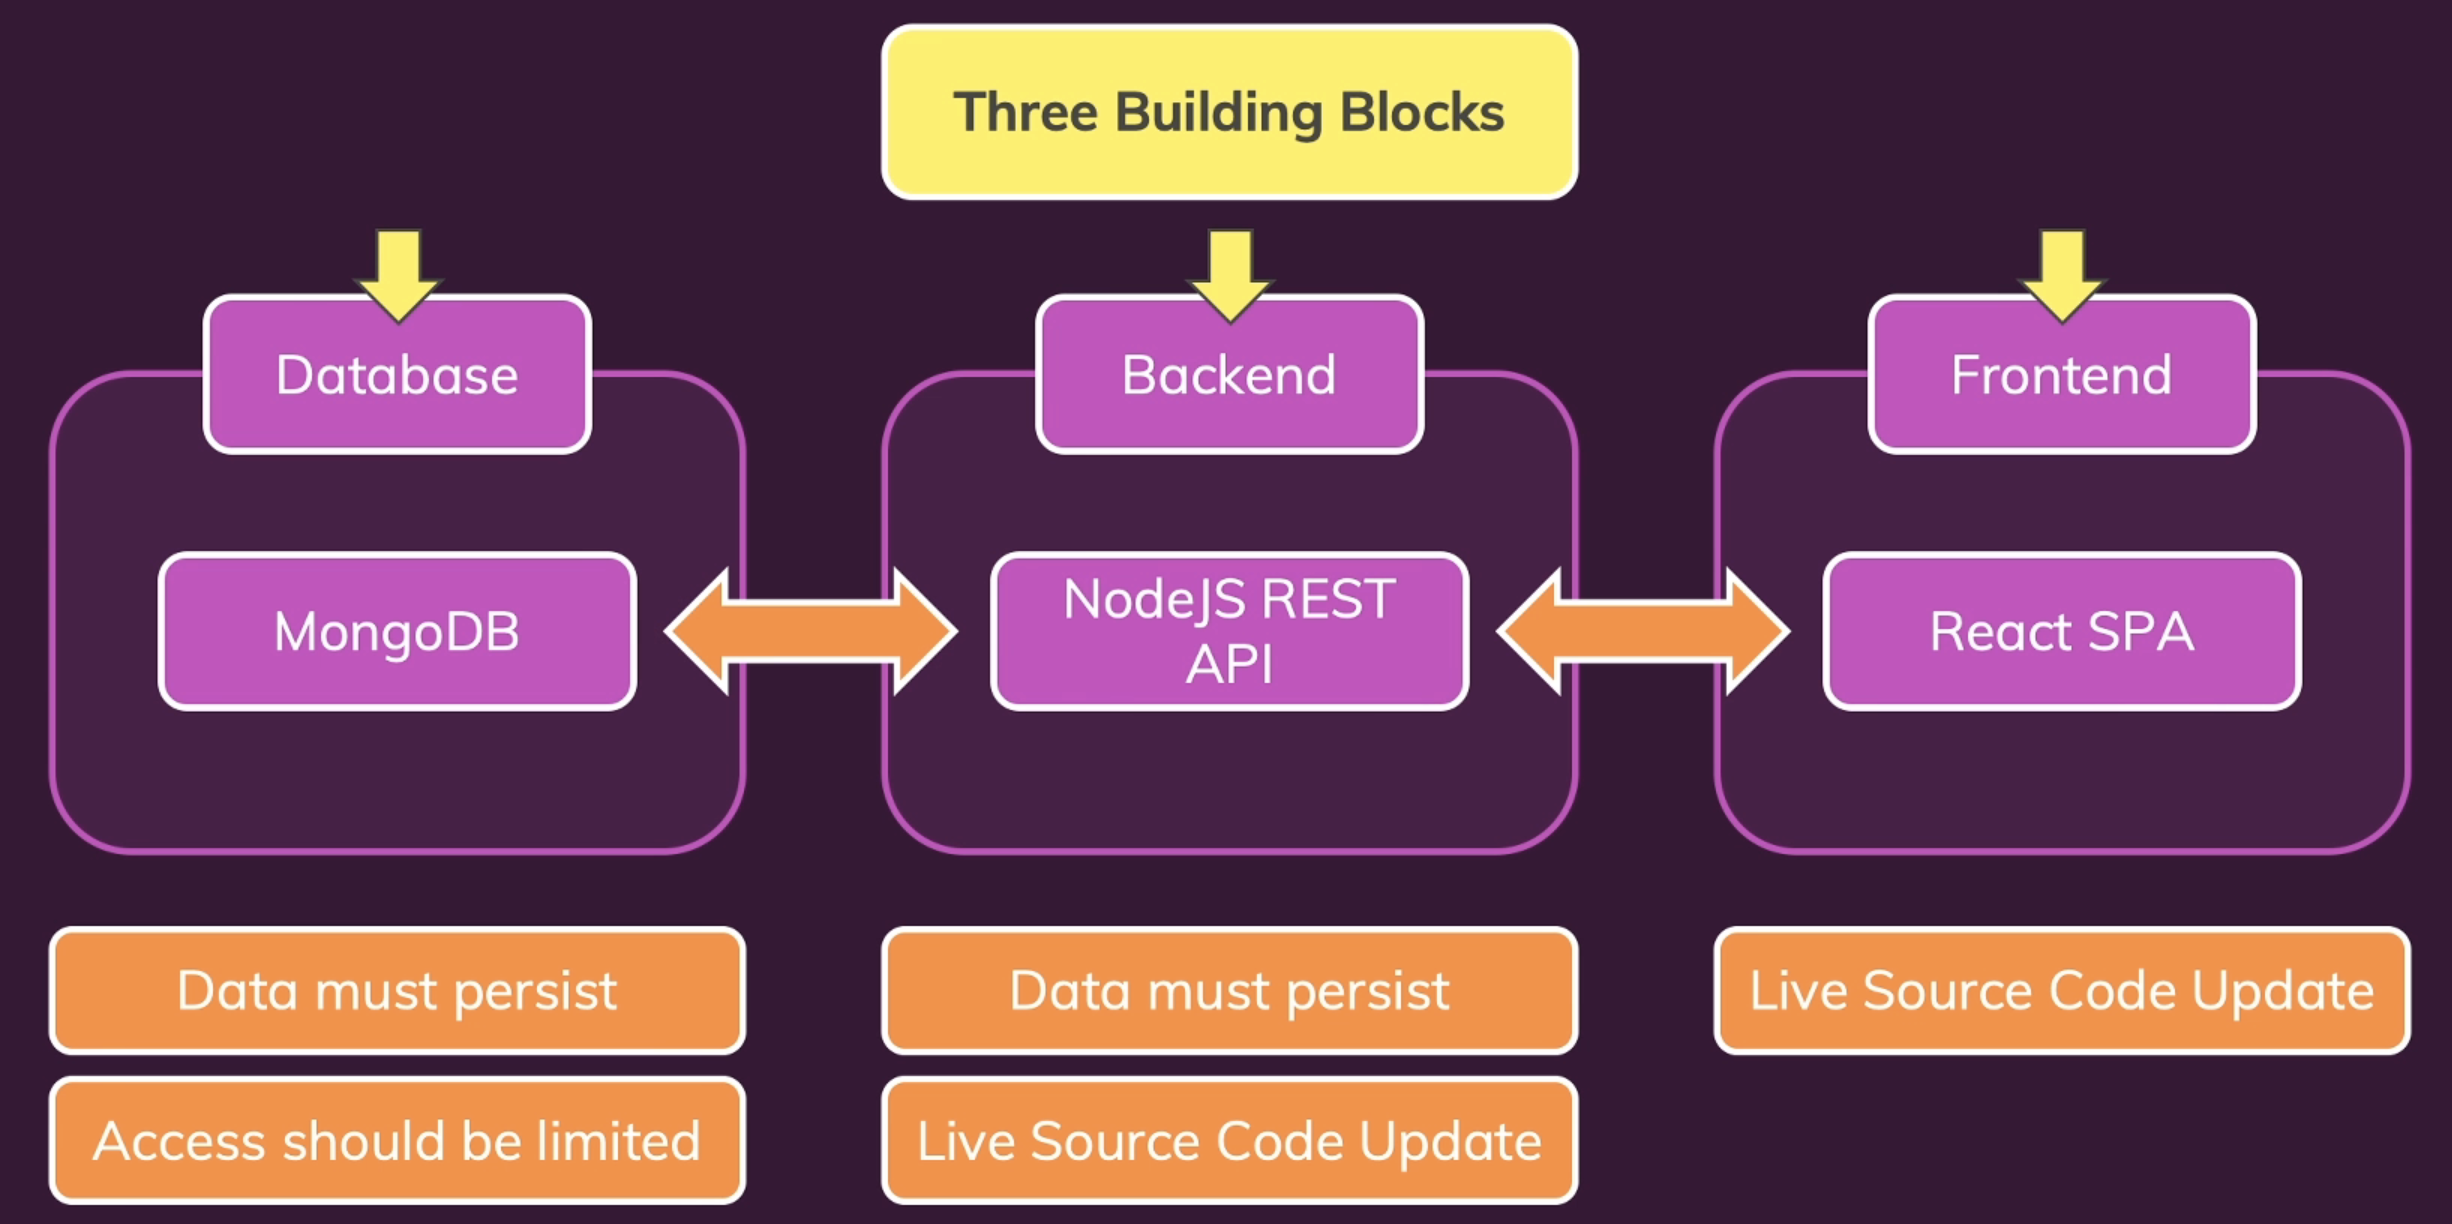 Three Building Blocks
Database
Backend
Frontend
MongoDB
NodeJS REST
API
React SPA
Data must persist
Data must persist
Live Source Code Update
Access should be limited
Live Source Code Update